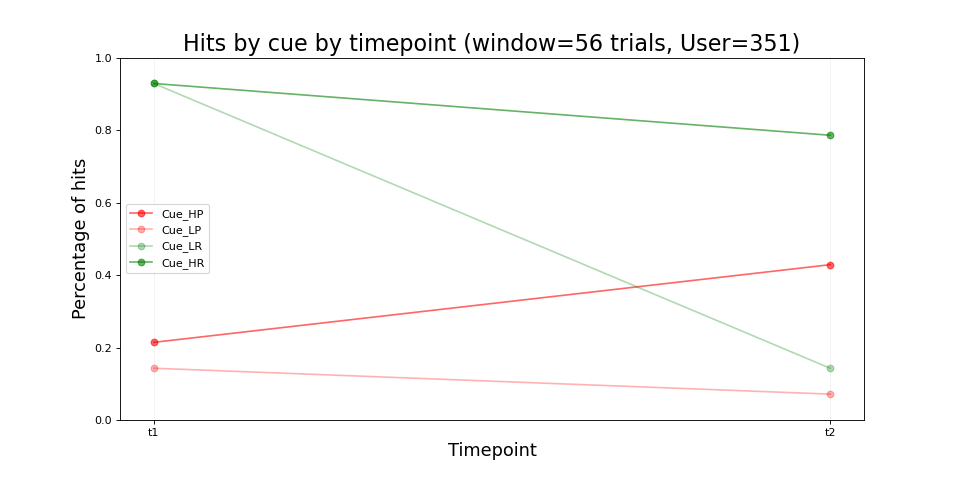 Hits by cue by timepoint (window=56 trials, User=351)
Percentage of hits
1.0
0.8
0.6
0.4
0.2
0.0
Cue_HP
Cue_LP
Cue_LR
Cue_HR
t1
t2
Timepoint